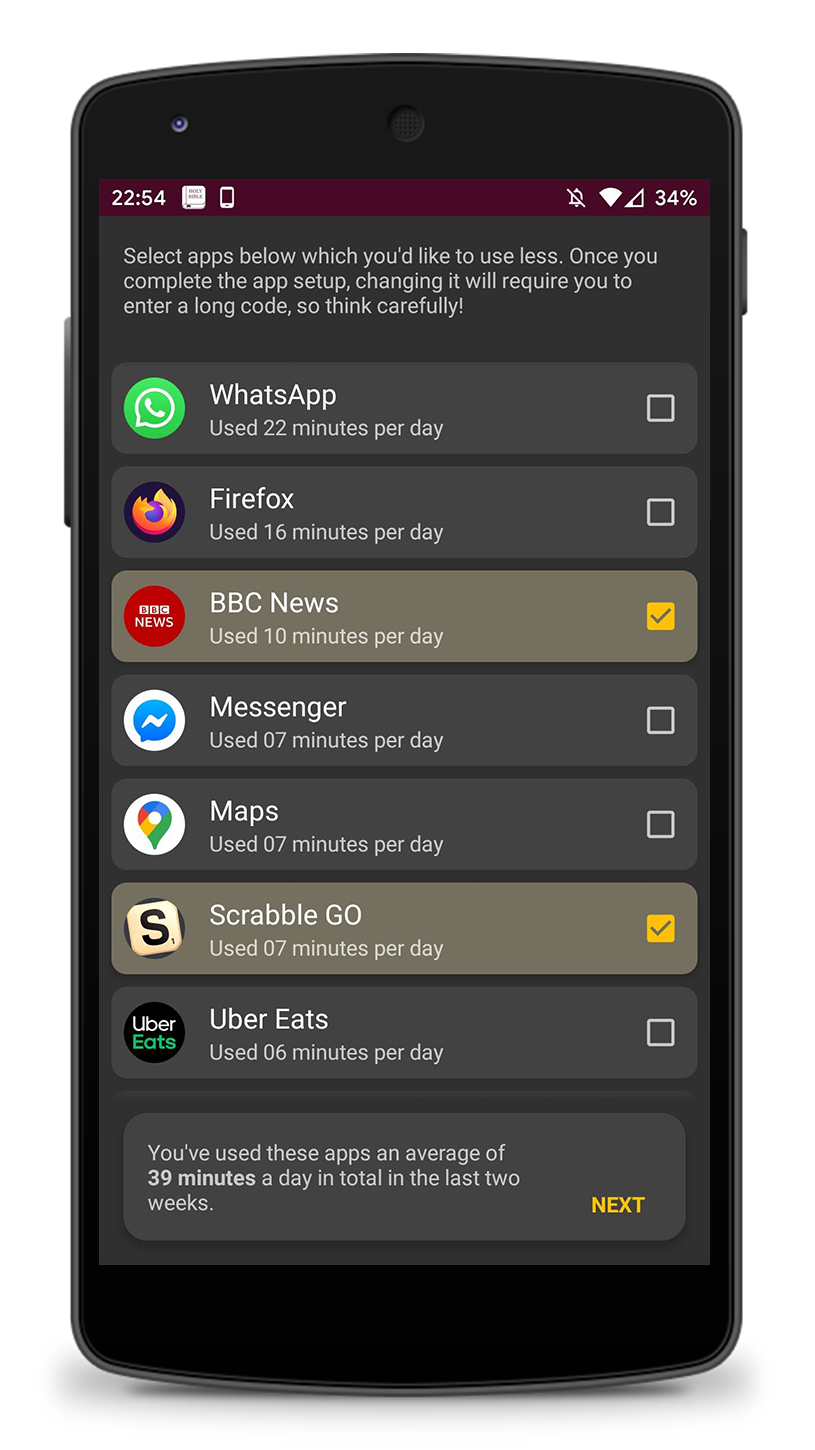 22:54
HOLY
BIBLE
34%
Select apps below which you'd like to use less. Once you
complete the app setup, changing it will require you to
enter a long code, so think carefully!
WhatsApp
Used 22 minutes per day
Firefox
Used 16 minutes per day
BBC
NEWS
BBC News
Used 10 minutes per day
Messenger
Used 07 minutes per day
Maps
Used 07 minutes per day
S1
Scrabble GO
Used 07 minutes per day
Uber
Eats
Uber Eats
Used 06 minutes per day
You've used these apps an average of
39 minutes a day in total in the last two
weeks.
NEXT